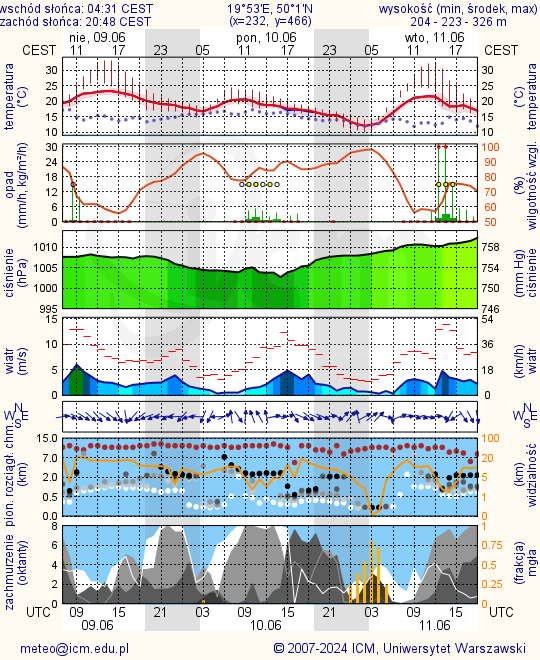 wschód słońca: 04:31 CEST 19°53'E, 50°1'N wysokość (min, środek, max)
zachód słońca: 20:48 CEST (x=232, y=466) 204 - 223 - 326 m
nie, 09.06 pon, 10.06 wto, 11.06
CEST 11 17 23 05 11 17 23 05 11 17 CEST
temperatura (°C)
30 25 20 15 10
30 25 20 15 10
temperatura (°C)
opad (mm/h, kg/m²/h)
30 24 18 12 6 0
100 90 80 70 60 50
(%) wilgotność wzgl.
ciśnienie (hPa)
1010 1005 1000 995
758 754 750 746
(mm Hg) ciśnienie
wiatr (m/s)
15 10 5 0
54 36 18 0
(km/h) wiatr
N W E S
N W E S
pion. rozciągł. chm. (km)
15.0 7.0 2.0 0.5 0.0
100 20 5 1 0
(km) widzialność
zachmurzenie (oktanty)
8 6 4 2 0
1 0.75 0.5 0.25 0
(frakcja) mgła
UTC 09 15 21 03 09 15 21 03 09 15 UTC
09.06 10.06 11.06
meteo@icm.edu.pl © 2007-2024 ICM, Uniwersytet Warszawski